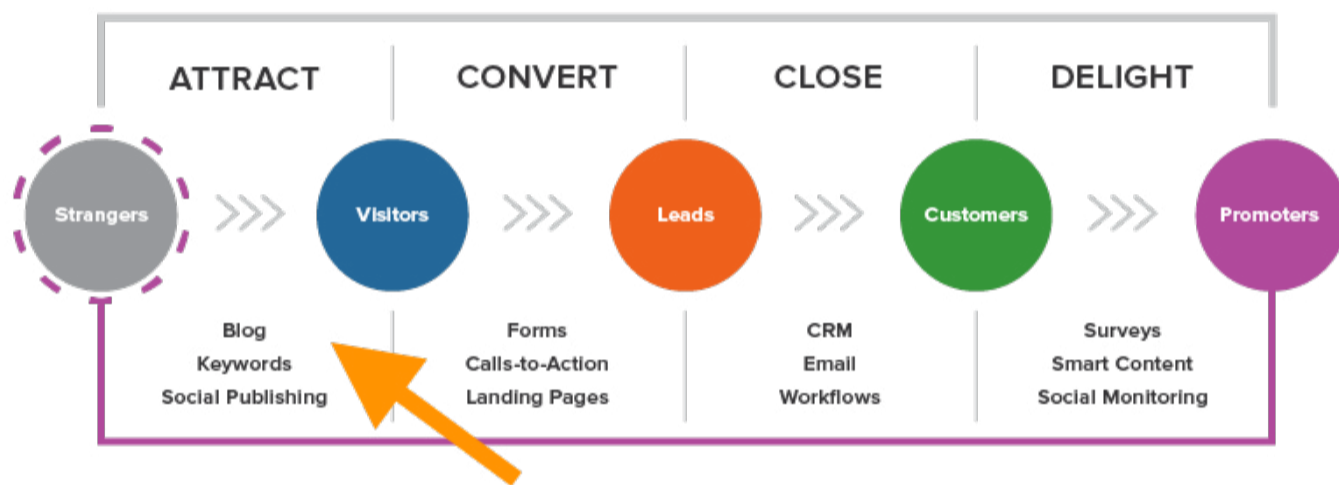 ATTRACT
CONVERT
CLOSE
DELIGHT
Strangers
Visitors
Leads
Customers
Promoters
Blog
Keywords
Social Publishing
Forms
Calls-to-Action
Landing Pages
CRM
Email
Workflows
Surveys
Smart Content
Social Monitoring